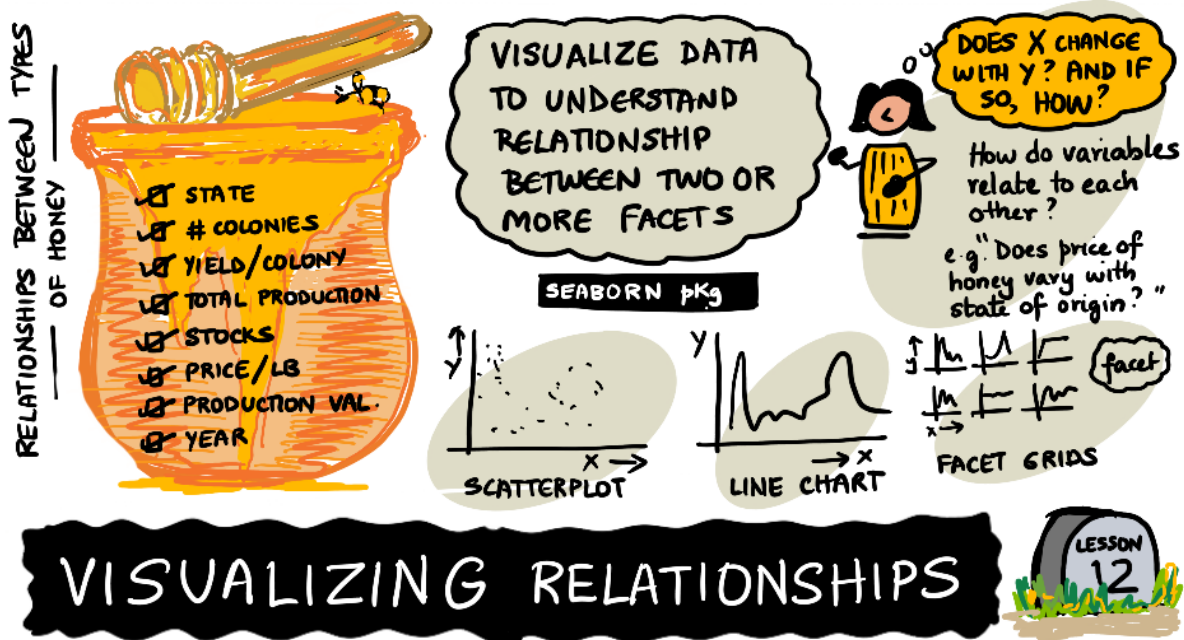 RELATIONSHIPS BETWEEN TYPES
OF HONEY
STATE
# COLONIES
YIELD/COLONY
TOTAL PRODUCTION
STOCKS
PRICE/LB
PRODUCTION VAL.
YEAR
VISUALIZE DATA
TO UNDERSTAND
RELATIONSHIP
BETWEEN TWO OR
MORE FACETS
SEABORN pKg
DOES X CHANGE
WITH Y? AND IF
SO, HOW?
How do variables
relate to each
other?
e.g. "Does price of
honey vary with
state of origin?"
y
x
SCATTERPLOT
y
x
LINE CHART
y
x
facet
FACET GRIDS
VISUALIZING RELATIONSHIPS
LESSON
12